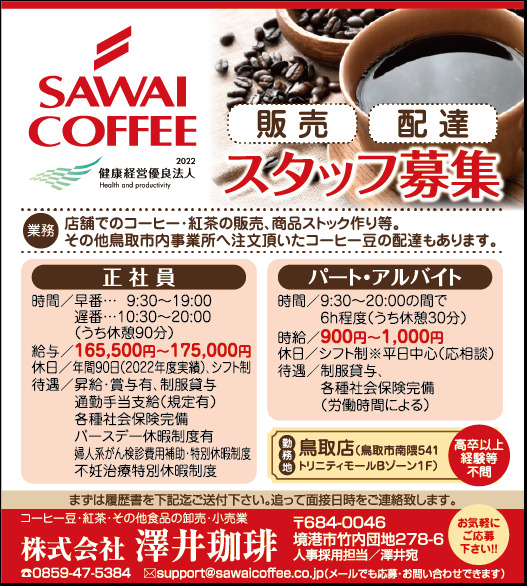 SAWAI
COFFEE
2022
健康経営優良法人
Health and productivity
販売 配達
スタッフ募集
業務
店舗でのコーヒー・紅茶の販売、商品ストック作り等。
その他鳥取市内事業所へ注文頂いたコーヒー豆の配達もあります。
正社員
時間／早番… 9:30〜19:00
遅番…10:30〜20:00
（うち休憩90分）
給与／165,500円〜175,000円
休日／年間90日（2022年度実績）、シフト制
待遇／昇給・賞与有、制服貸与
通勤手当支給（規定有）
各種社会保険完備
バースデー休暇制度有
婦人系がん検診費用補助・特別休暇制度
不妊治療特別休暇制度
パート・アルバイト
時間／9:30〜20:00の間で
6h程度（うち休憩30分）
時給／900円〜1,000円
休日／シフト制※平日中心（応相談）
待遇／制服貸与、
各種社会保険完備
（労働時間による）
勤務地
鳥取店（鳥取市南隈541
トリニティモールBゾーン1F）
高卒以上
経験等
不問
まずは履歴書を下記迄ご送付下さい。追って面接日時をご連絡致します。
コーヒー豆・紅茶・その他食品の卸売・小売業
株式会社 澤井珈琲
〒684-0046
境港市竹内団地278-6
人事採用担当／澤井宛
お気軽に
ご応募
下さい!!
☎0859-47-5384 ✉support@sawaicoffee.co.jp（メールでも応募・お問い合わせできます）